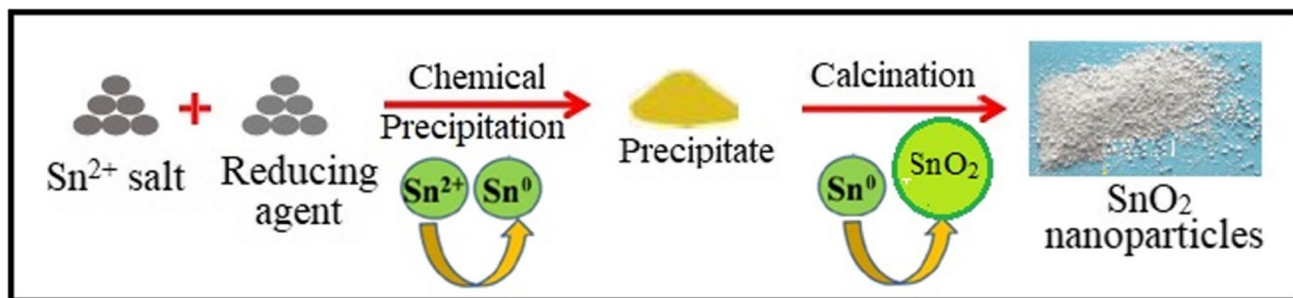 Sn²⁺ salt
+
Reducing
agent
Chemical
Precipitation
Sn²⁺
Sn⁰
Precipitate
Calcination
Sn⁰
SnO₂
SnO₂
nanoparticles